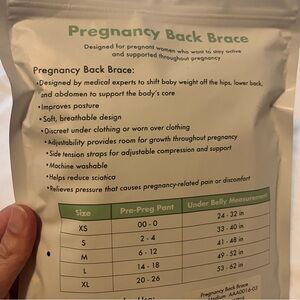 Pregnancy Back Brace
Designed for pregnant women who want to stay active
and supported throughout pregnancy
Pregnancy Back Brace:
•Designed by medical experts to shift baby weight off the hips, lower back,
and abdomen to support the body's core
•Improves posture
•Soft, breathable design
•Discreet under clothing or worn over clothing
•Adjustability provides room for growth throughout pregnancy
•Side tension straps for adjustable compression and support
•Machine washable
•Helps reduce sciatica
•Relieves pressure that causes pregnancy-related pain or discomfort
Size Pre-Preg Pant Under Belly Measurement
XS 00 - 0 24 - 32 in
S 2 - 4 33 - 40 in
M 6 - 12 41 - 48 in
L 14 - 18 49 - 52 in
XL 20 - 26 53 - 62 in
Pregnancy Back Brace
Medium AAA0016-03